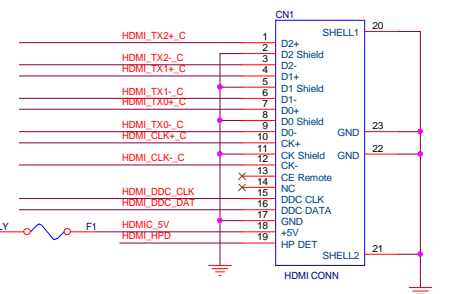 CN1
HDMI_TX2+_C 1 D2+ SHELL1 20
2 D2 Shield
HDMI_TX2-_C 3 D2-
HDMI_TX1+_C 4 D1+
5 D1 Shield
HDMI_TX1-_C 6 D1-
HDMI_TX0+_C 7 D0+
8 D0 Shield
HDMI_TX0-_C 9 D0- GND 23
HDMI_CLK+_C 10 CK+
11 CK Shield GND 22
HDMI_CLK-_C 12 CK-
13 CE Remote
14 NC
HDMI_DDC_CLK 15 DDC CLK
HDMI_DDC_DAT 16 DDC DATA
17 GND
LY F1 HDMIC_5V 18 +5V
HDMI_HPD 19 HP DET
SHELL2 21
HDMI CONN